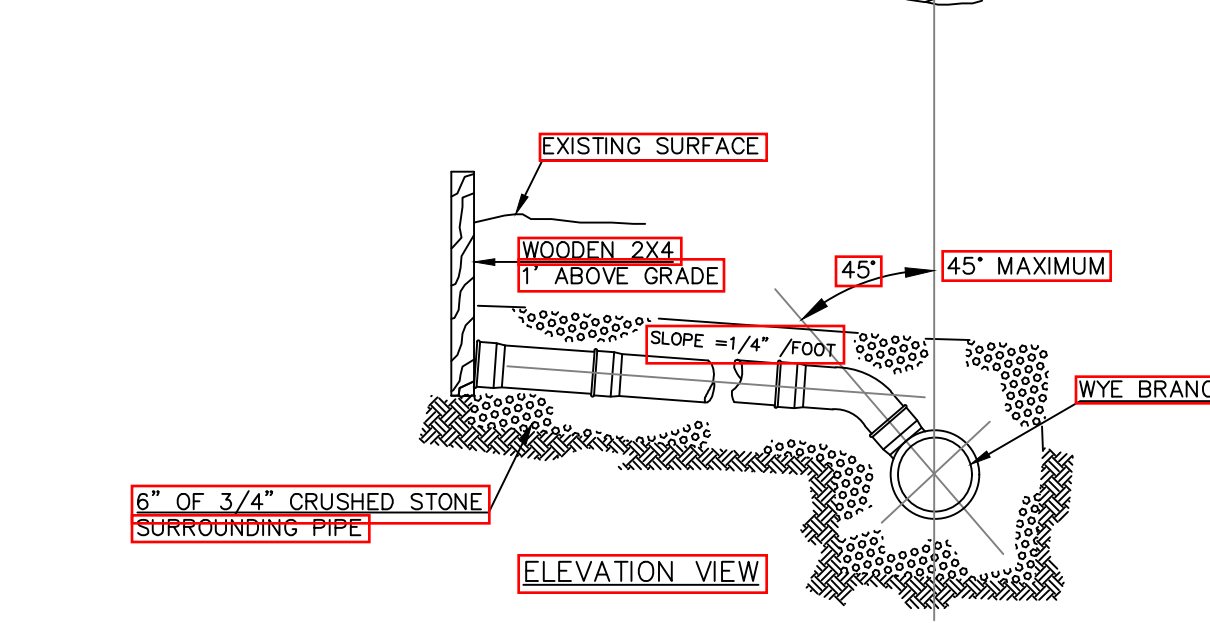 EXISTING SURFACE
WOODEN 2X4
1' ABOVE GRADE
45°
45° MAXIMUM
SLOPE =1/4" /FOOT
WYE
6" OF 3/4" CRUSHED STONE
SURROUNDING PIPE
ELEVATION VIEW